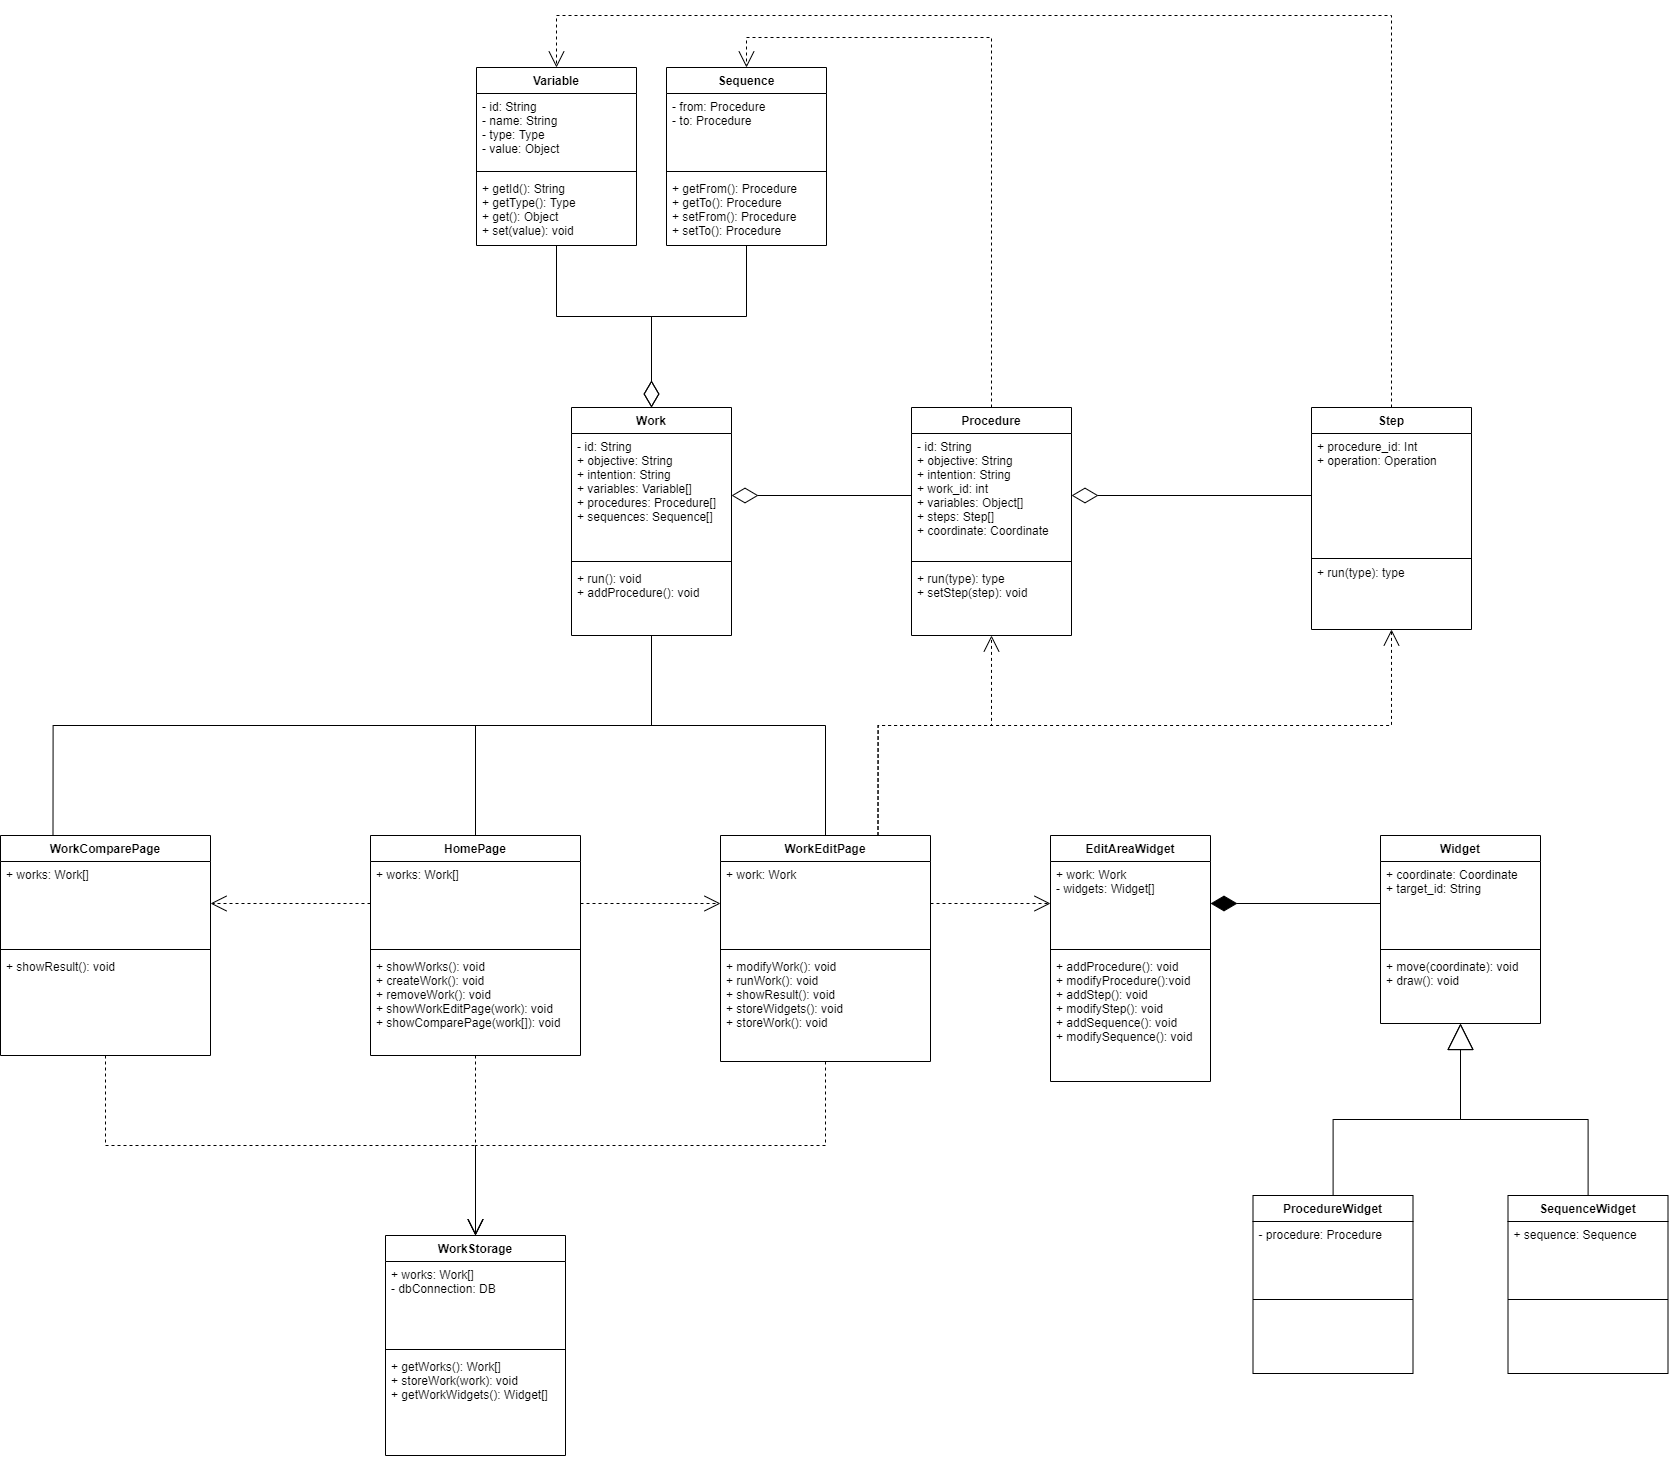 Variable
- id: String
- name: String
- type: Type
- value: Object
+ getId(): String
+ getType(): Type
+ get(): Object
+ set(value): void
Sequence
- from: Procedure
- to: Procedure
+ getFrom(): Procedure
+ getTo(): Procedure
+ setFrom(): Procedure
+ setTo(): Procedure
Work
- id: String
+ objective: String
+ intention: String
+ variables: Variable[]
+ procedures: Procedure[]
+ sequences: Sequence[]
+ run(): void
+ addProcedure(): void
Procedure
- id: String
+ objective: String
+ intention: String
+ work_id: int
+ variables: Object[]
+ steps: Step[]
+ coordinate: Coordinate
+ run(type): type
+ setStep(step): void
Step
+ procedure_id: Int
+ operation: Operation
+ run(type): type
WorkComparePage
+ works: Work[]
+ showResult(): void
HomePage
+ works: Work[]
+ showWorks(): void
+ createWork(): void
+ removeWork(): void
+ showWorkEditPage(work): void
+ showComparePage(work[]): void
WorkEditPage
+ work: Work
+ modifyWork(): void
+ runWork(): void
+ showResult(): void
+ storeWidgets(): void
+ storeWork(): void
EditAreaWidget
+ work: Work
- widgets: Widget[]
+ addProcedure(): void
+ modifyProcedure():void
+ addStep(): void
+ modifyStep(): void
+ addSequence(): void
+ modifySequence(): void
Widget
+ coordinate: Coordinate
+ target_id: String
+ move(coordinate): void
+ draw(): void
ProcedureWidget
- procedure: Procedure
SequenceWidget
+ sequence: Sequence
WorkStorage
+ works: Work[]
- dbConnection: DB
+ getWorks(): Work[]
+ storeWork(work): void
+ getWorkWidgets(): Widget[]